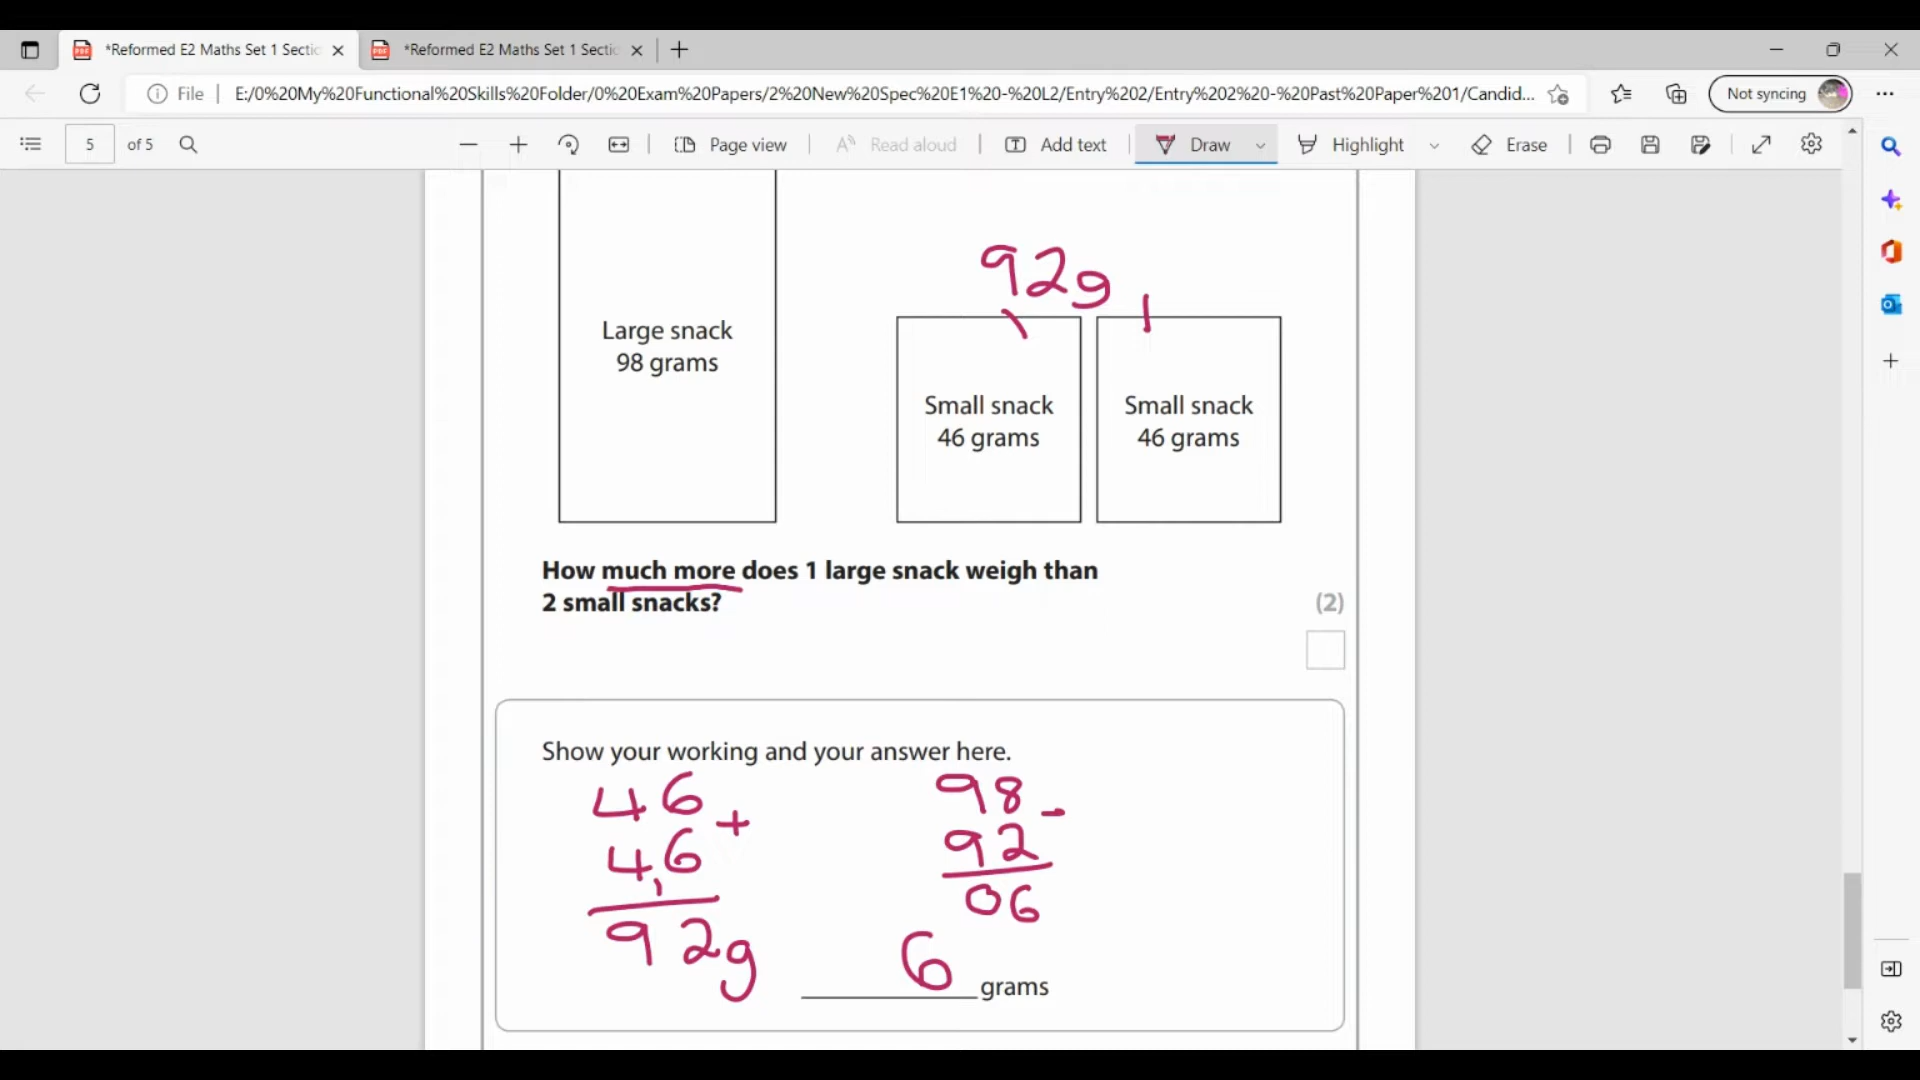 *Reformed E2 Maths Set 1 Sectio
*Reformed E2 Maths Set 1 Sectio
File
E:/0%20My%20Functional%20Skills%20Folder/0%20Exam%20Papers/2%20New%20Spec%20E1%20-%20L2/Entry%202/Entry%202%20-%20Past%20Paper%201/Candid...
Not syncing
5 of 5
Page view
Read aloud
Add text
Draw
Highlight
Erase
92g
Large snack
98 grams
Small snack
46 grams
Small snack
46 grams
How much more does 1 large snack weigh than
2 small snacks?
(2)
Show your working and your answer here.
46
46 +
92g
98 -
92
06
6 grams